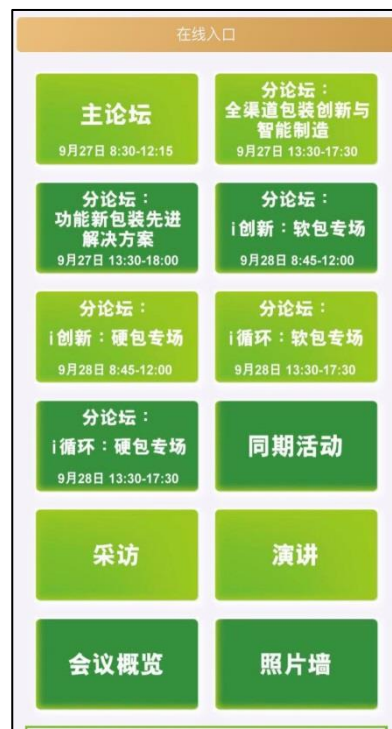 在线入口
主论坛
9月27日 8:30-12:15
分论坛：
全渠道包装创新与
智能制造
9月27日 13:30-17:30
分论坛：
功能新包装先进
解决方案
9月27日 13:30-18:00
分论坛：
i创新：软包专场
9月28日 8:45-12:00
分论坛：
i创新：硬包专场
9月28日 8:45-12:00
分论坛：
i循环：软包专场
9月28日 13:30-17:30
分论坛：
i循环：硬包专场
9月28日 13:30-17:30
同期活动
采访
演讲
会议概览
照片墙